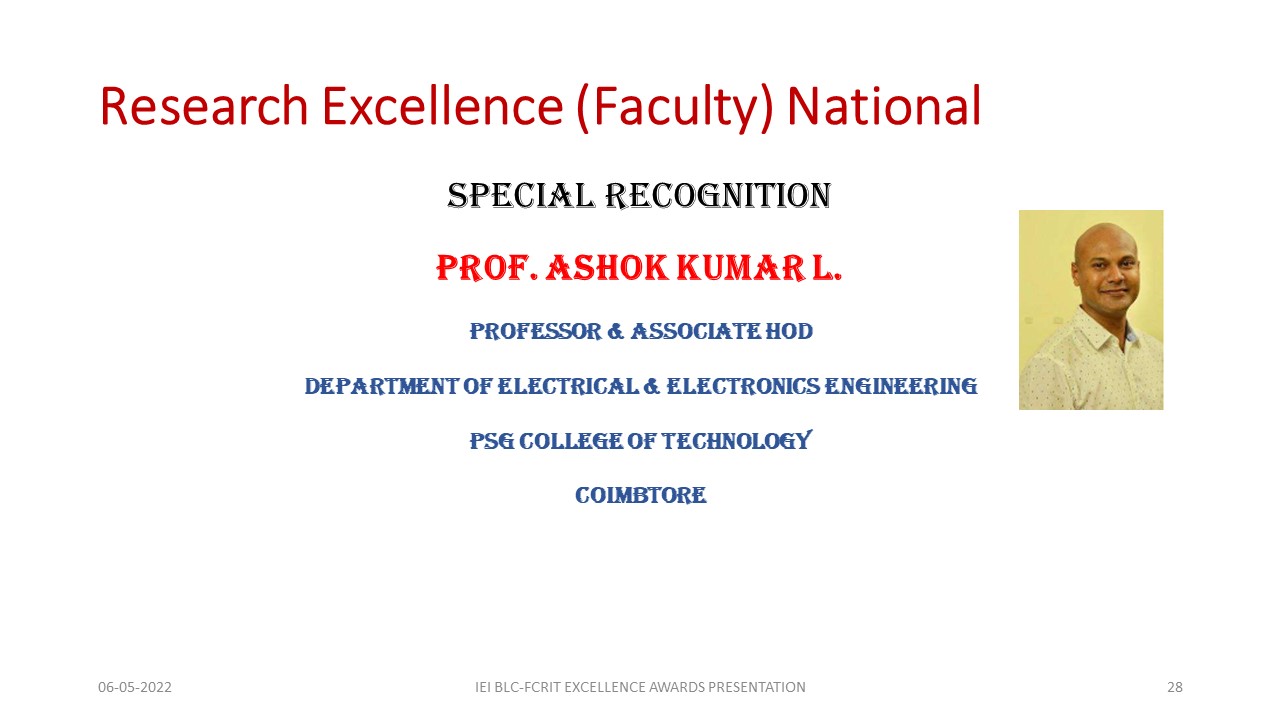 Research Excellence (Faculty) National
SPECIAL RECOGNITION
PROF. ASHOK KUMAR L.
PROFESSOR & ASSOCIATE HOD
DEPARTMENT OF ELECTRICAL & ELECTRONICS ENGINEERING
PSG COLLEGE OF TECHNOLOGY
COIMBTORE
06-05-2022
IEI BLC-FCRIT EXCELLENCE AWARDS PRESENTATION
28